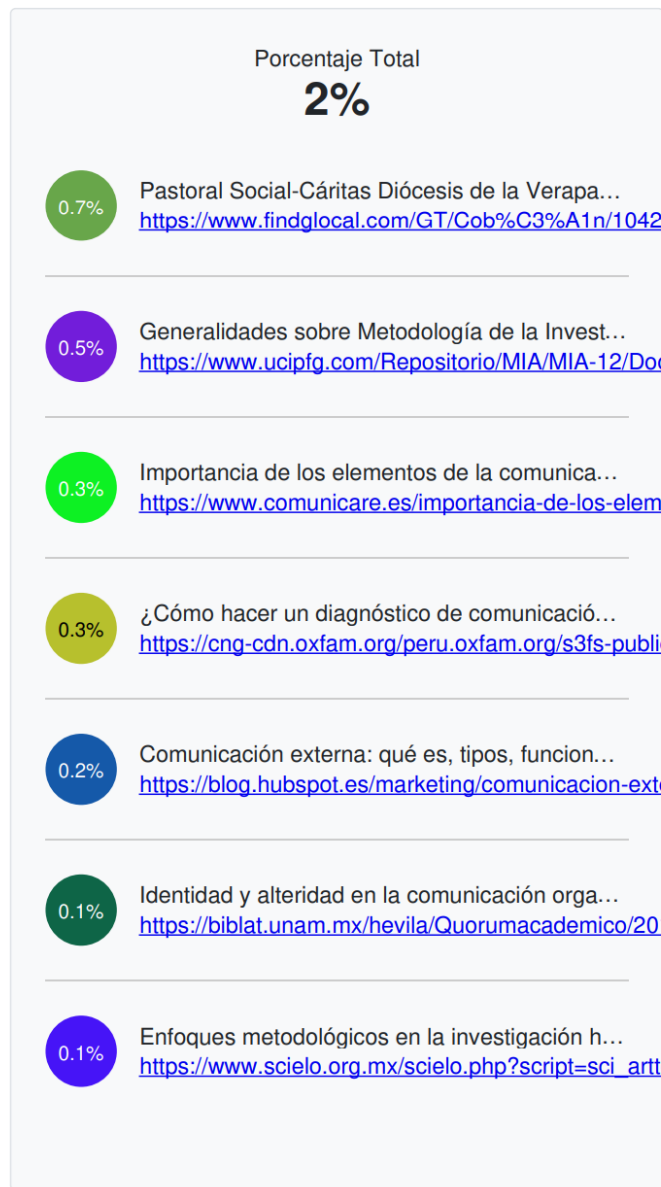 Porcentaje Total
2%
0.7%
Pastoral Social-Cáritas Diócesis de la Verapa...
https://www.findglocal.com/GT/Cob%C3%A1n/1042
0.5%
Generalidades sobre Metodología de la Invest...
https://www.ucipfg.com/Repositorio/MIA/MIA-12/Doc
0.3%
Importancia de los elementos de la comunica...
https://www.comunicare.es/importancia-de-los-elem
0.3%
¿Cómo hacer un diagnóstico de comunicació...
https://cng-cdn.oxfam.org/peru.oxfam.org/s3fs-publi
0.2%
Comunicación externa: qué es, tipos, funcion...
https://blog.hubspot.es/marketing/comunicacion-exte
0.1%
Identidad y alteridad en la comunicación orga...
https://biblat.unam.mx/hevila/Quorumacademico/20
0.1%
Enfoques metodológicos en la investigación h...
https://www.scielo.org.mx/scielo.php?script=sci_artt